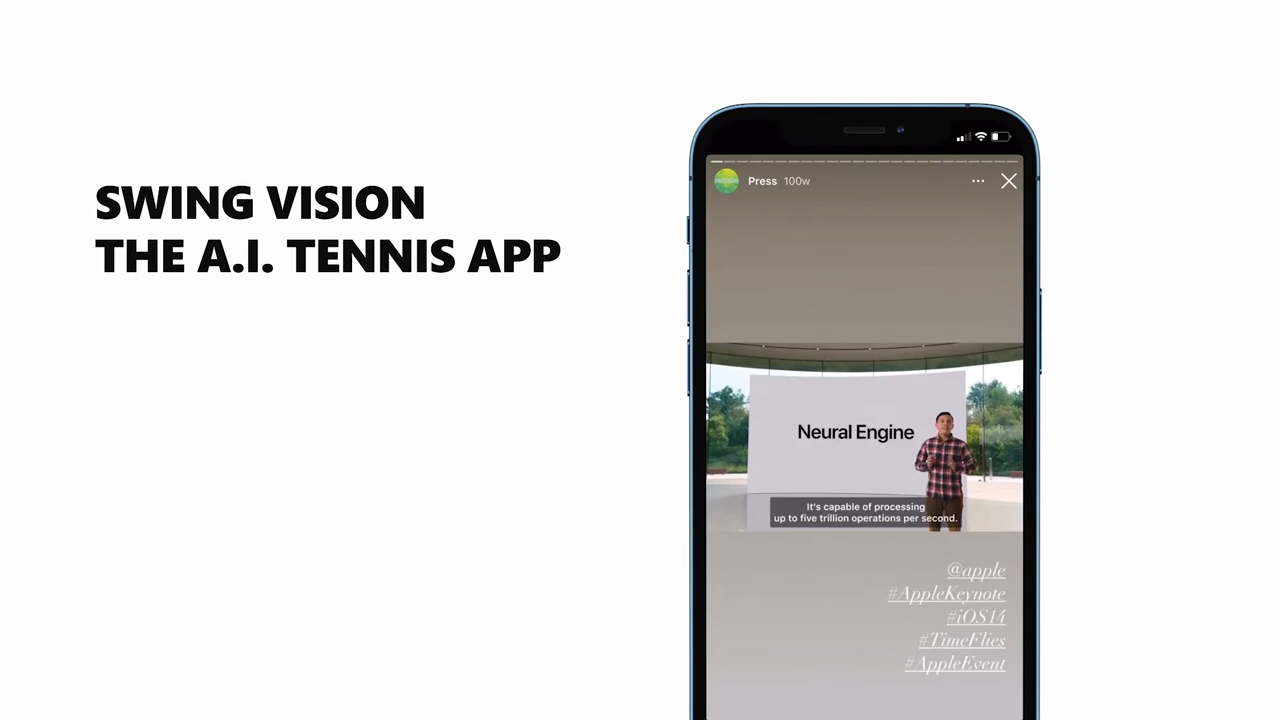 SWING VISION
THE A.I. TENNIS APP
Press 100w
Neural Engine
It's capable of processing
up to five trillion operations per second.
@apple
#AppleKeynote
#iOS14
#TimeFlies
#AppleEvent